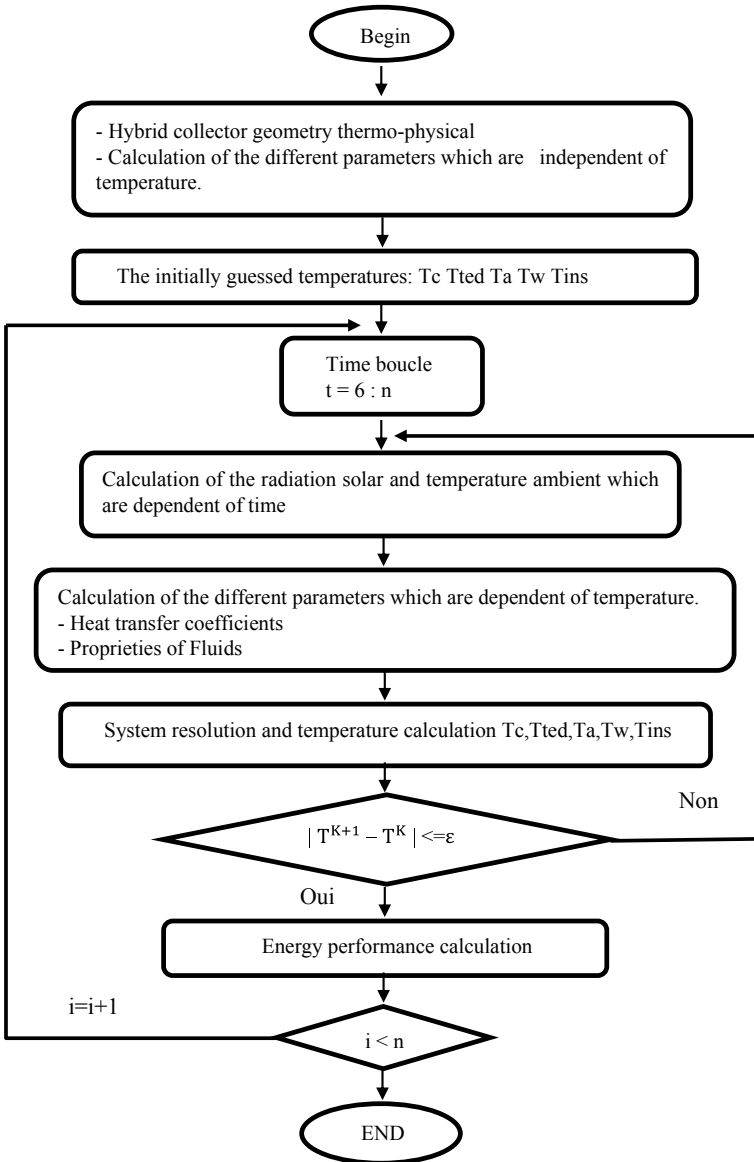 Begin
- Hybrid collector geometry thermo-physical
- Calculation of the different parameters which are independent of
temperature.
The initially guessed temperatures: Tc Tted Ta Tw Tins
Time boucle
t = 6 : n
Calculation of the radiation solar and temperature ambient which
are dependent of time
Calculation of the different parameters which are dependent of temperature.
- Heat transfer coefficients
- Proprieties of Fluids
System resolution and temperature calculation Tc,Tted,Ta,Tw,Tins
Non
| T^{K+1} – T^K | <=ε
Oui
Energy performance calculation
i=i+1
i < n
END